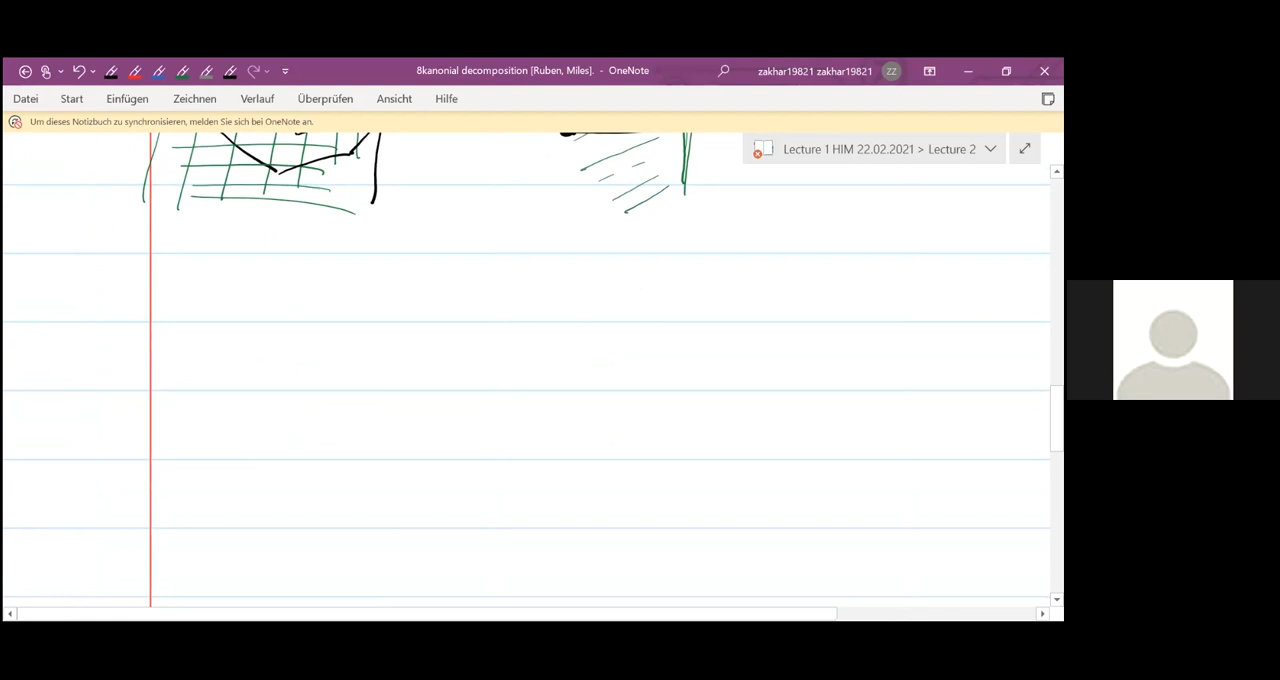 8kanonial decomposition [Ruben, Miles]. - OneNote
zakhar19821 zakhar19821
ZZ
Datei Start Einfügen Zeichnen Verlauf Überprüfen Ansicht Hilfe
Um dieses Notizbuch zu synchronisieren, melden Sie sich bei OneNote an.
Lecture 1 HIM 22.02.2021 > Lecture 2